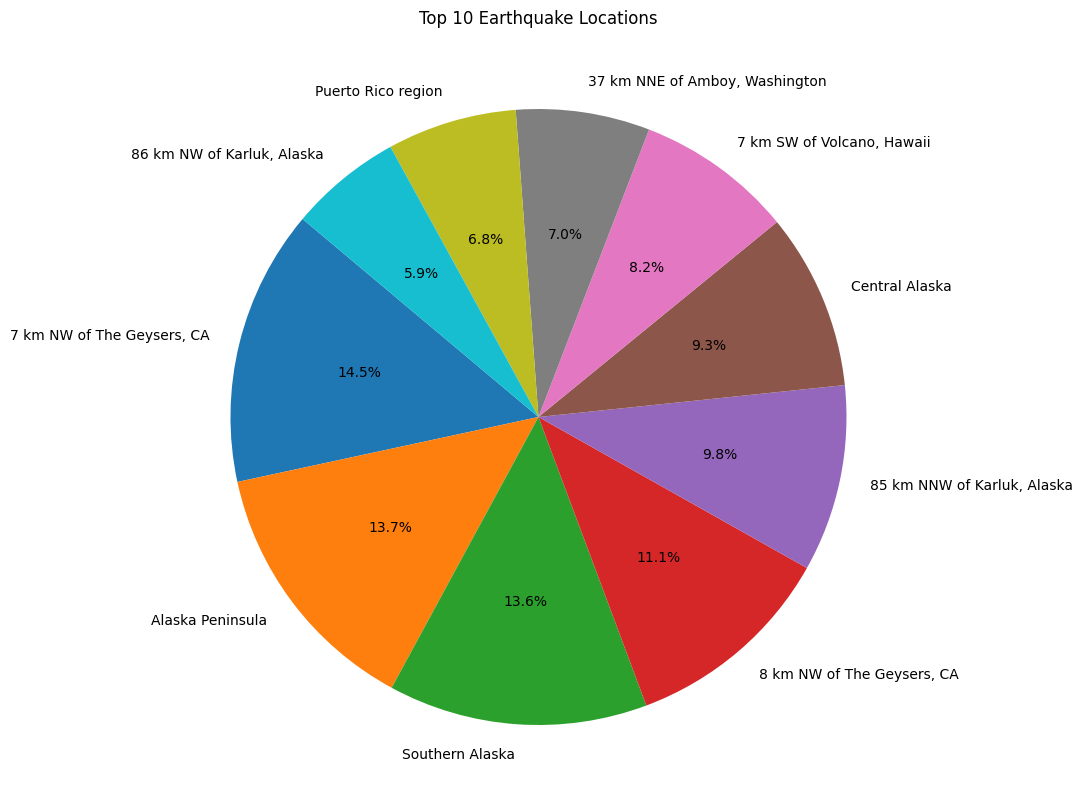 Top 10 Earthquake Locations
37 km NNE of Amboy, Washington
Puerto Rico region
7 km SW of Volcano, Hawaii
86 km NW of Karluk, Alaska
7.0%
6.8%
8.2%
5.9%
Central Alaska
7 km NW of The Geysers, CA
9.3%
14.5%
9.8%
85 km NNW of Karluk, Alaska
13.7%
11.1%
13.6%
Alaska Peninsula
8 km NW of The Geysers, CA
Southern Alaska